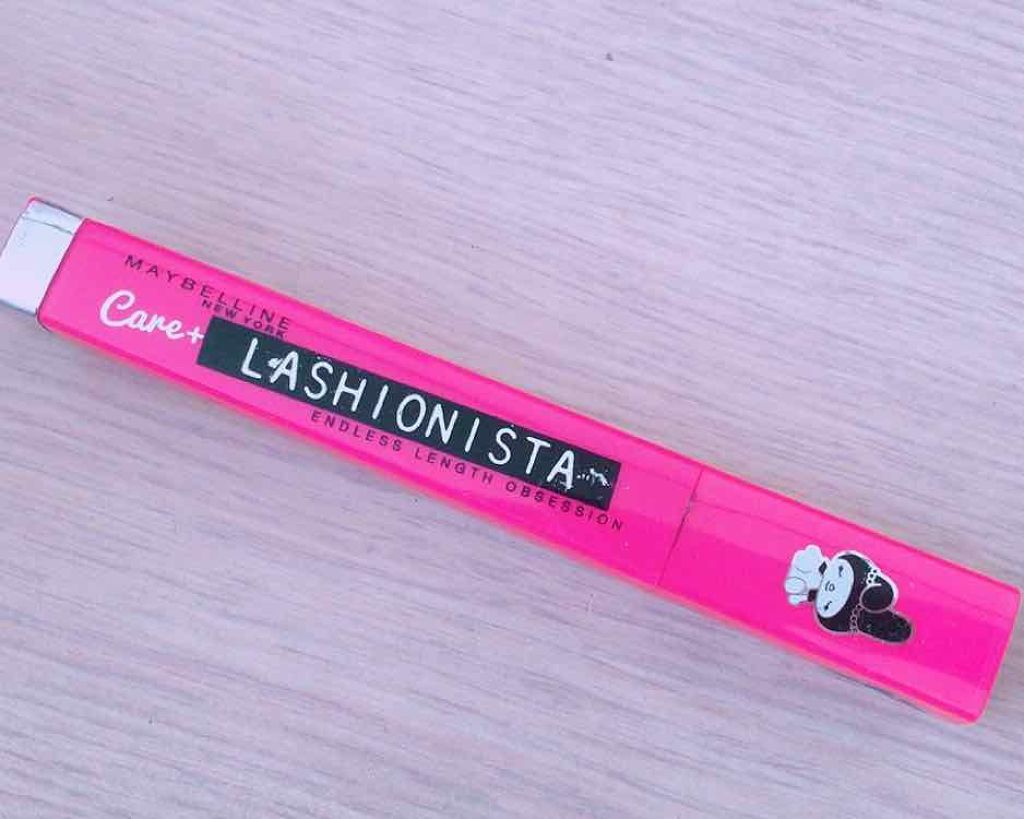 MAYBELLINE
NEW YORK
Care+
LASHIONISTA
ENDLESS LENGTH OBSESSION